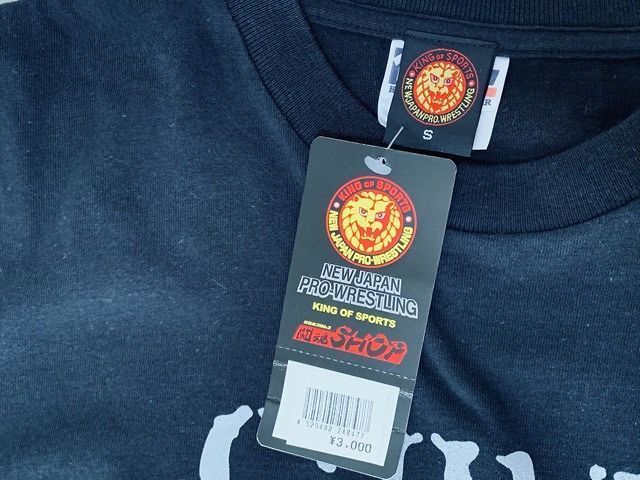 KING OF SPORTS
NEW JAPAN PRO-WRESTLING
S
KING OF SPORTS
NEW JAPAN PRO-WRESTLING
NEW JAPAN
PRO-WRESTLING
KING OF SPORTS
闘魂SHOP
¥3,000